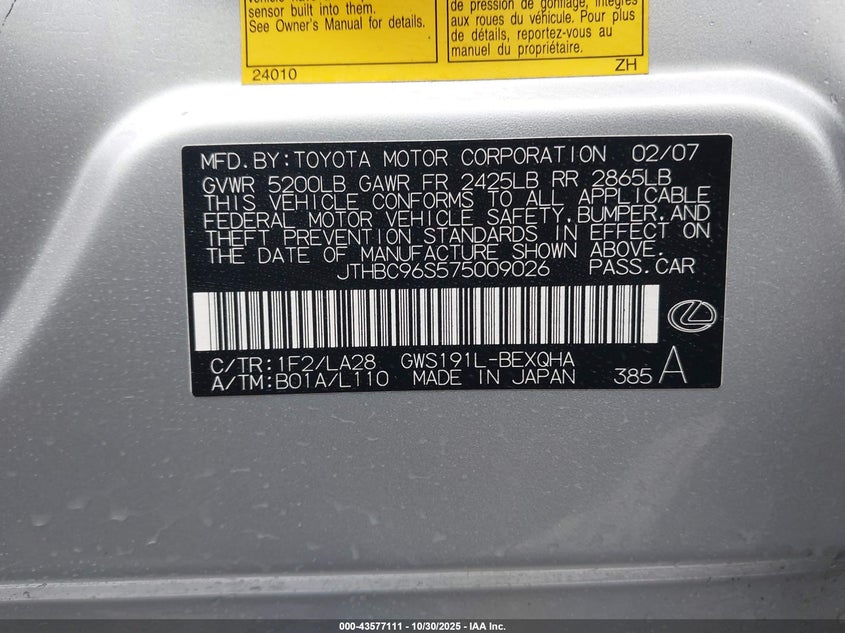 sensor built into them.
See Owner's Manual for details.
24010
de pression de gonflage, intégrés
aux roues du véhicule. Pour plus
de détails, reportez-vous au
manuel du propriétaire.
ZH
MFD.BY:TOYOTA MOTOR CORPORATION 02/07
GVWR 5200LB GAWR FR 2425LB RR 2865LB
THIS VEHICLE CONFORMS TO ALL APPLICABLE
FEDERAL MOTOR VEHICLE SAFETY,BUMPER,AND
THEFT PREVENTION STANDARDS IN EFFECT ON
THE DATE OF MANUFACTURE SHOWN ABOVE.
JTHBC96S575009026 PASS.CAR
C/TR:1F2/LA28 GWS191L-BEXQHA
A/TM:B01A/L110 MADE IN JAPAN 385 A
000-43577111 - 10/30/2025 - IAA Inc.